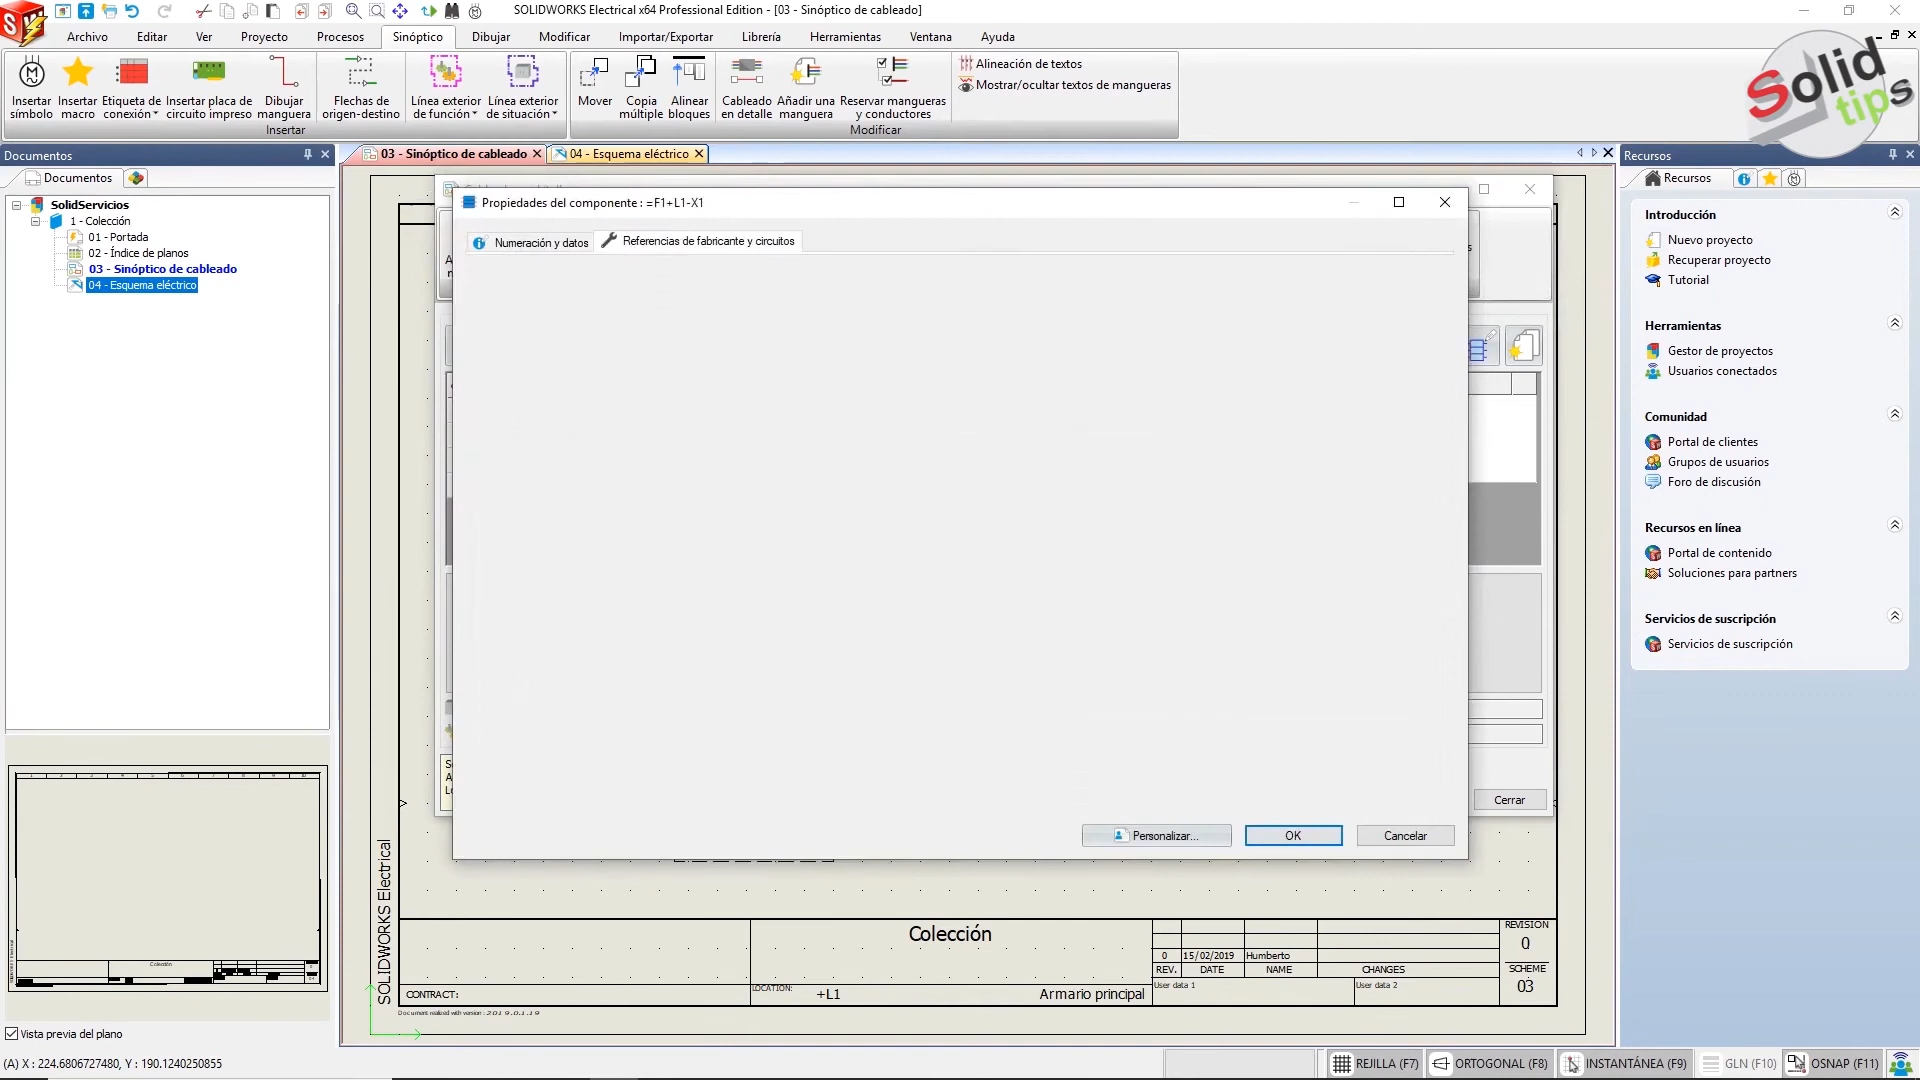 SOLIDWORKS Electrical x64 Professional Edition - [03 - Sinóptico de cableado]
Archivo Editar Ver Proyecto Procesos Sinóptico Dibujar Modificar Importar/Exportar Librería Herramientas Ventana Ayuda
Insertar símbolo
Insertar macro
Etiqueta de conexión
Insertar placa de circuito impreso
Dibujar manguera
Flechas de origen-destino
Línea exterior de función
Línea exterior de situación
Insertar
Mover
Copia múltiple
Alinear bloques
Cableado en detalle
Añadir una manguera
Reservar mangueras y conductores
Modificar
Alineación de textos
Mostrar/ocultar textos de mangueras
Solid
tips
Documentos
Documentos
SolidServicios
1 - Colección
01 - Portada
02 - Índice de planos
03 - Sinóptico de cableado
04 - Esquema eléctrico
Vista previa del plano
03 - Sinóptico de cableado
04 - Esquema eléctrico
Propiedades del componente : =F1+L1-X1
Numeración y datos
Referencias de fabricante y circuitos
Personalizar...
OK
Cancelar
Cerrar
SOLIDWORKS Electrical
Colección
CONTRACT:
LOCATION:
+L1
Armario principal
0 15/02/2019 Humberto
REV. DATE NAME CHANGES
User data 1
User data 2
REVISION
0
SCHEME
03
Document realized with version : 2019.0.1.19
Recursos
Recursos
Introducción
Nuevo proyecto
Recuperar proyecto
Tutorial
Herramientas
Gestor de proyectos
Usuarios conectados
Comunidad
Portal de clientes
Grupos de usuarios
Foro de discusión
Recursos en línea
Portal de contenido
Soluciones para partners
Servicios de suscripción
Servicios de suscripción
(A) X : 224.6806727480, Y : 190.1240250855
REJILLA (F7)
ORTOGONAL (F8)
INSTANTÁNEA (F9)
GLN (F10)
OSNAP (F11)